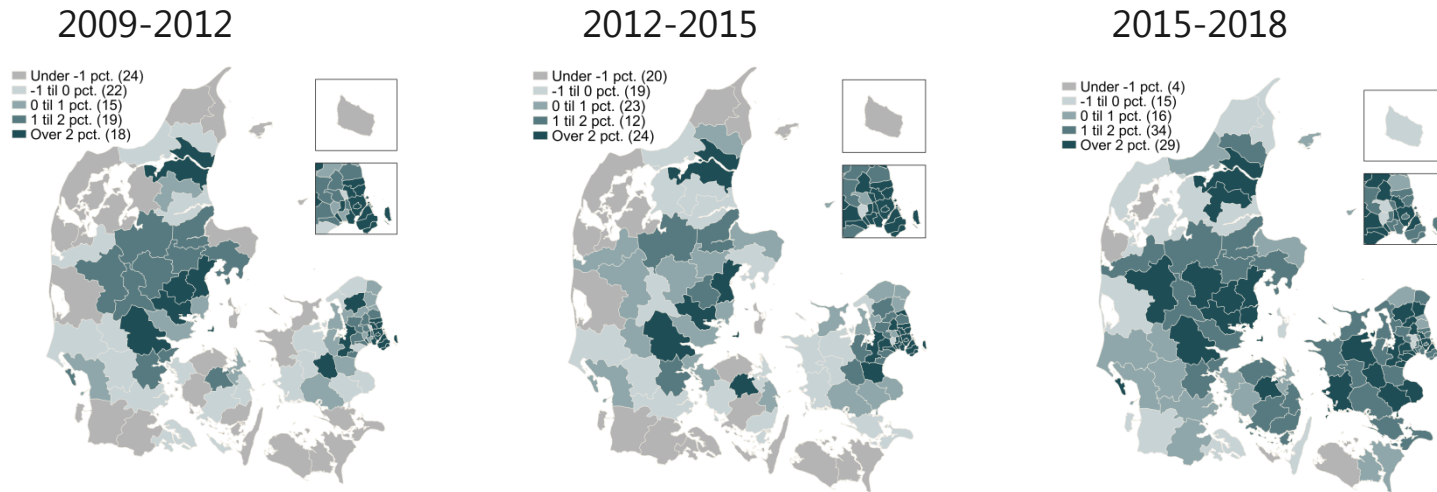 2009-2012
Under -1 pct. (24)
-1 til 0 pct. (22)
0 til 1 pct. (15)
1 til 2 pct. (19)
Over 2 pct. (18)
2012-2015
Under -1 pct. (20)
-1 til 0 pct. (19)
0 til 1 pct. (23)
1 til 2 pct. (12)
Over 2 pct. (24)
2015-2018
Under -1 pct. (4)
-1 til 0 pct. (15)
0 til 1 pct. (16)
1 til 2 pct. (34)
Over 2 pct. (29)